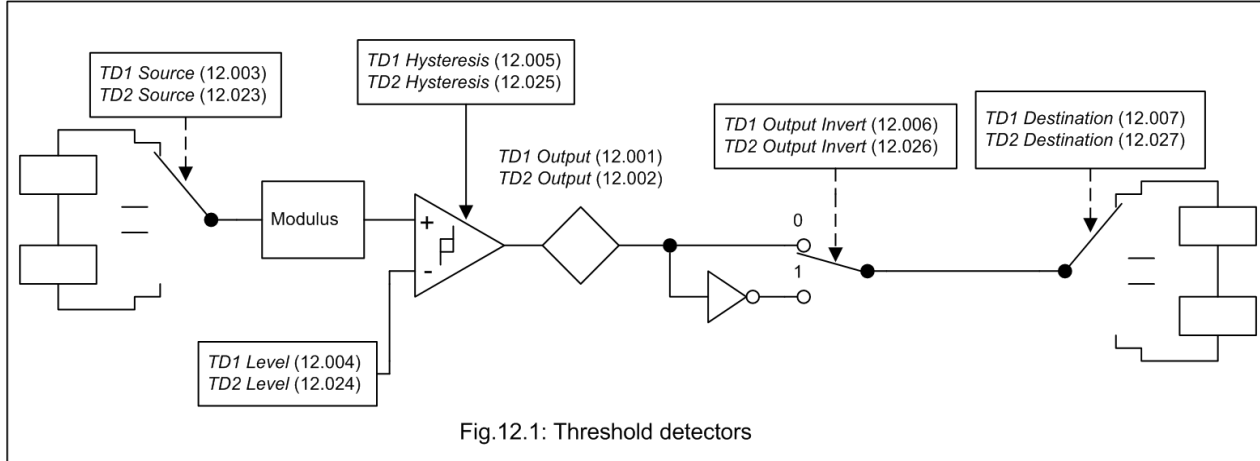 TD1 Source (12.003)
TD2 Source (12.023)
TD1 Hysteresis (12.005)
TD2 Hysteresis (12.025)
TD1 Output (12.001)
TD2 Output (12.002)
TD1 Output Invert (12.006)
TD2 Output Invert (12.026)
TD1 Destination (12.007)
TD2 Destination (12.027)
Modulus
+
-
0
1
TD1 Level (12.004)
TD2 Level (12.024)
Fig.12.1: Threshold detectors